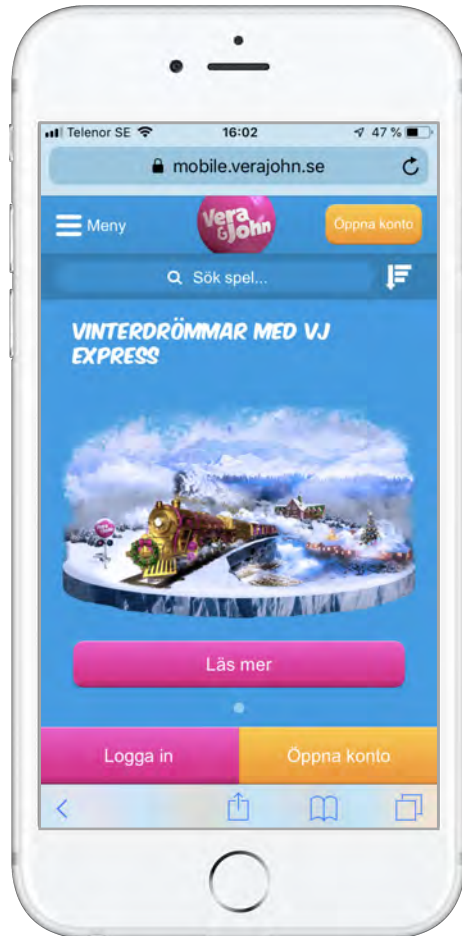 Telenor SE 16:02 47 %
mobile.verajohn.se
Meny Vera &John Öppna konto
Sök spel...
VINTERDRÖMMAR MED VJ
EXPRESS
Läs mer
Logga in Öppna konto